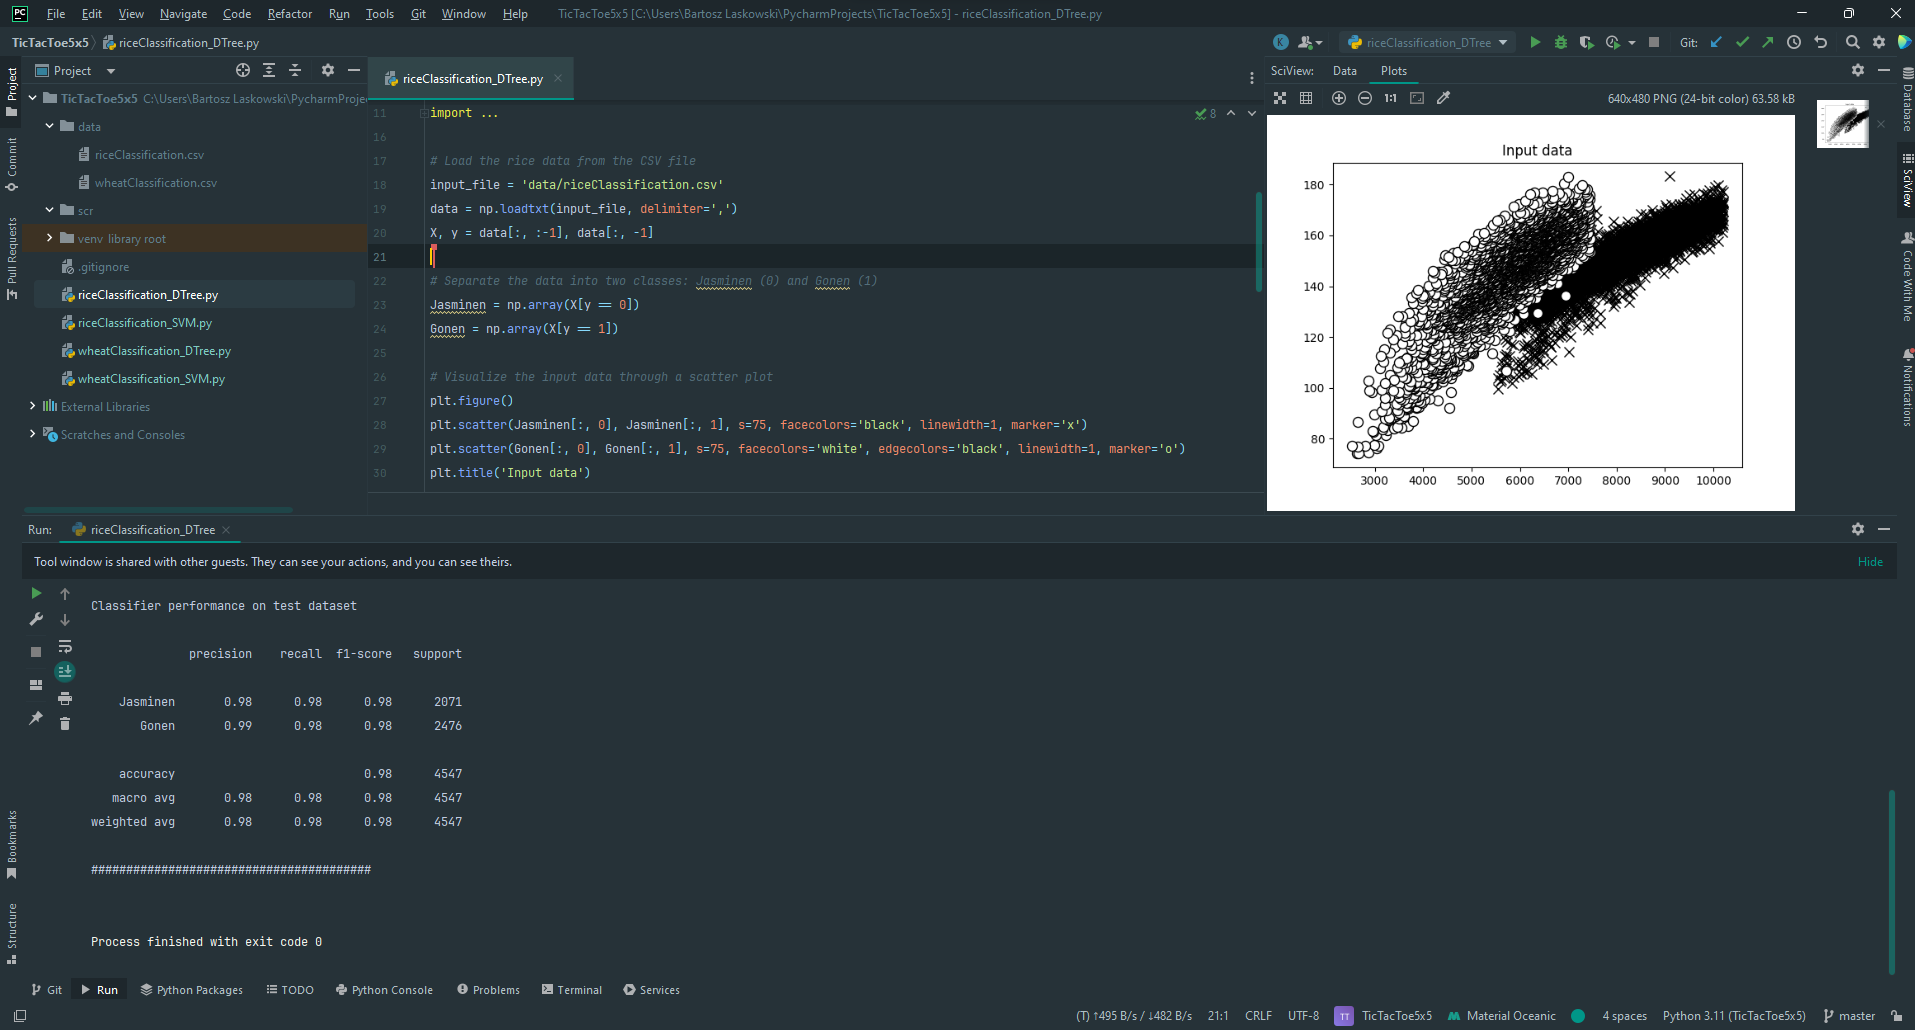 PC File Edit View Navigate Code Refactor Run Tools Git Window Help TicTacToe5x5 [C:\Users\Bartosz Laskowski\PycharmProjects\TicTacToe5x5] - riceClassification_DTree.py
TicTacToe5x5 riceClassification_DTree.py
K riceClassification_DTree Git:
Project
Commit
Pull Requests
Bookmarks
Structure
Project
TicTacToe5x5 C:\Users\Bartosz Laskowski\PycharmProje
data
riceClassification.csv
wheatClassification.csv
scr
venv library root
.gitignore
riceClassification_DTree.py
riceClassification_SVM.py
wheatClassification_DTree.py
wheatClassification_SVM.py
External Libraries
Scratches and Consoles
riceClassification_DTree.py
8
11 import ...
16
17 # Load the rice data from the CSV file
18 input_file = 'data/riceClassification.csv'
19 data = np.loadtxt(input_file, delimiter=',')
20 X, y = data[:, :-1], data[:, -1]
21
22 # Separate the data into two classes: Jasminen (0) and Gonen (1)
23 Jasminen = np.array(X[y == 0])
24 Gonen = np.array(X[y == 1])
25
26 # Visualize the input data through a scatter plot
27 plt.figure()
28 plt.scatter(Jasminen[:, 0], Jasminen[:, 1], s=75, facecolors='black', linewidth=1, marker='x')
29 plt.scatter(Gonen[:, 0], Gonen[:, 1], s=75, facecolors='white', edgecolors='black', linewidth=1, marker='o')
30 plt.title('Input data')
SciView: Data Plots
1:1 640x480 PNG (24-bit color) 63.58 kB
Input data
180
160
140
120
100
80
3000 4000 5000 6000 7000 8000 9000 10000
Database
SciView
Code With Me
Notifications
Run: riceClassification_DTree
Tool window is shared with other guests. They can see your actions, and you can see theirs. Hide
Classifier performance on test dataset
precision recall f1-score support
Jasminen 0.98 0.98 0.98 2071
Gonen 0.99 0.98 0.98 2476
accuracy 0.98 4547
macro avg 0.98 0.98 0.98 4547
weighted avg 0.98 0.98 0.98 4547
########################################
Process finished with exit code 0
Git Run Python Packages TODO Python Console Problems Terminal Services
(T) ↑495 B/s / ↓482 B/s 21:1 CRLF UTF-8 TT TicTacToe5x5 Material Oceanic 4 spaces Python 3.11 (TicTacToe5x5) master